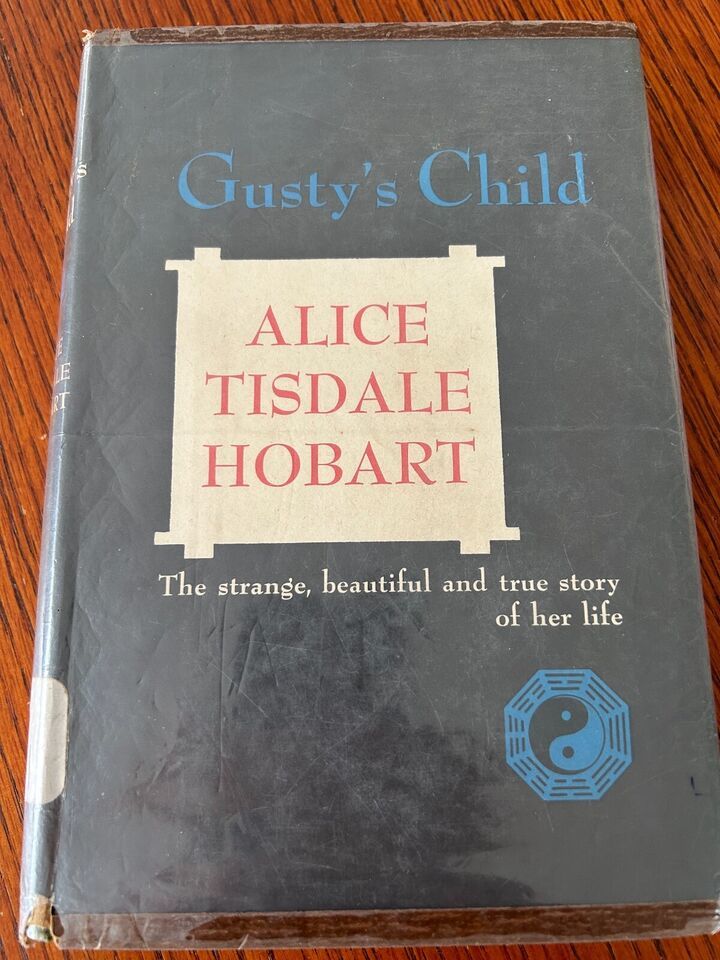 Gusty's Child
ALICE
TISDALE
HOBART
The strange, beautiful and true story
of her life